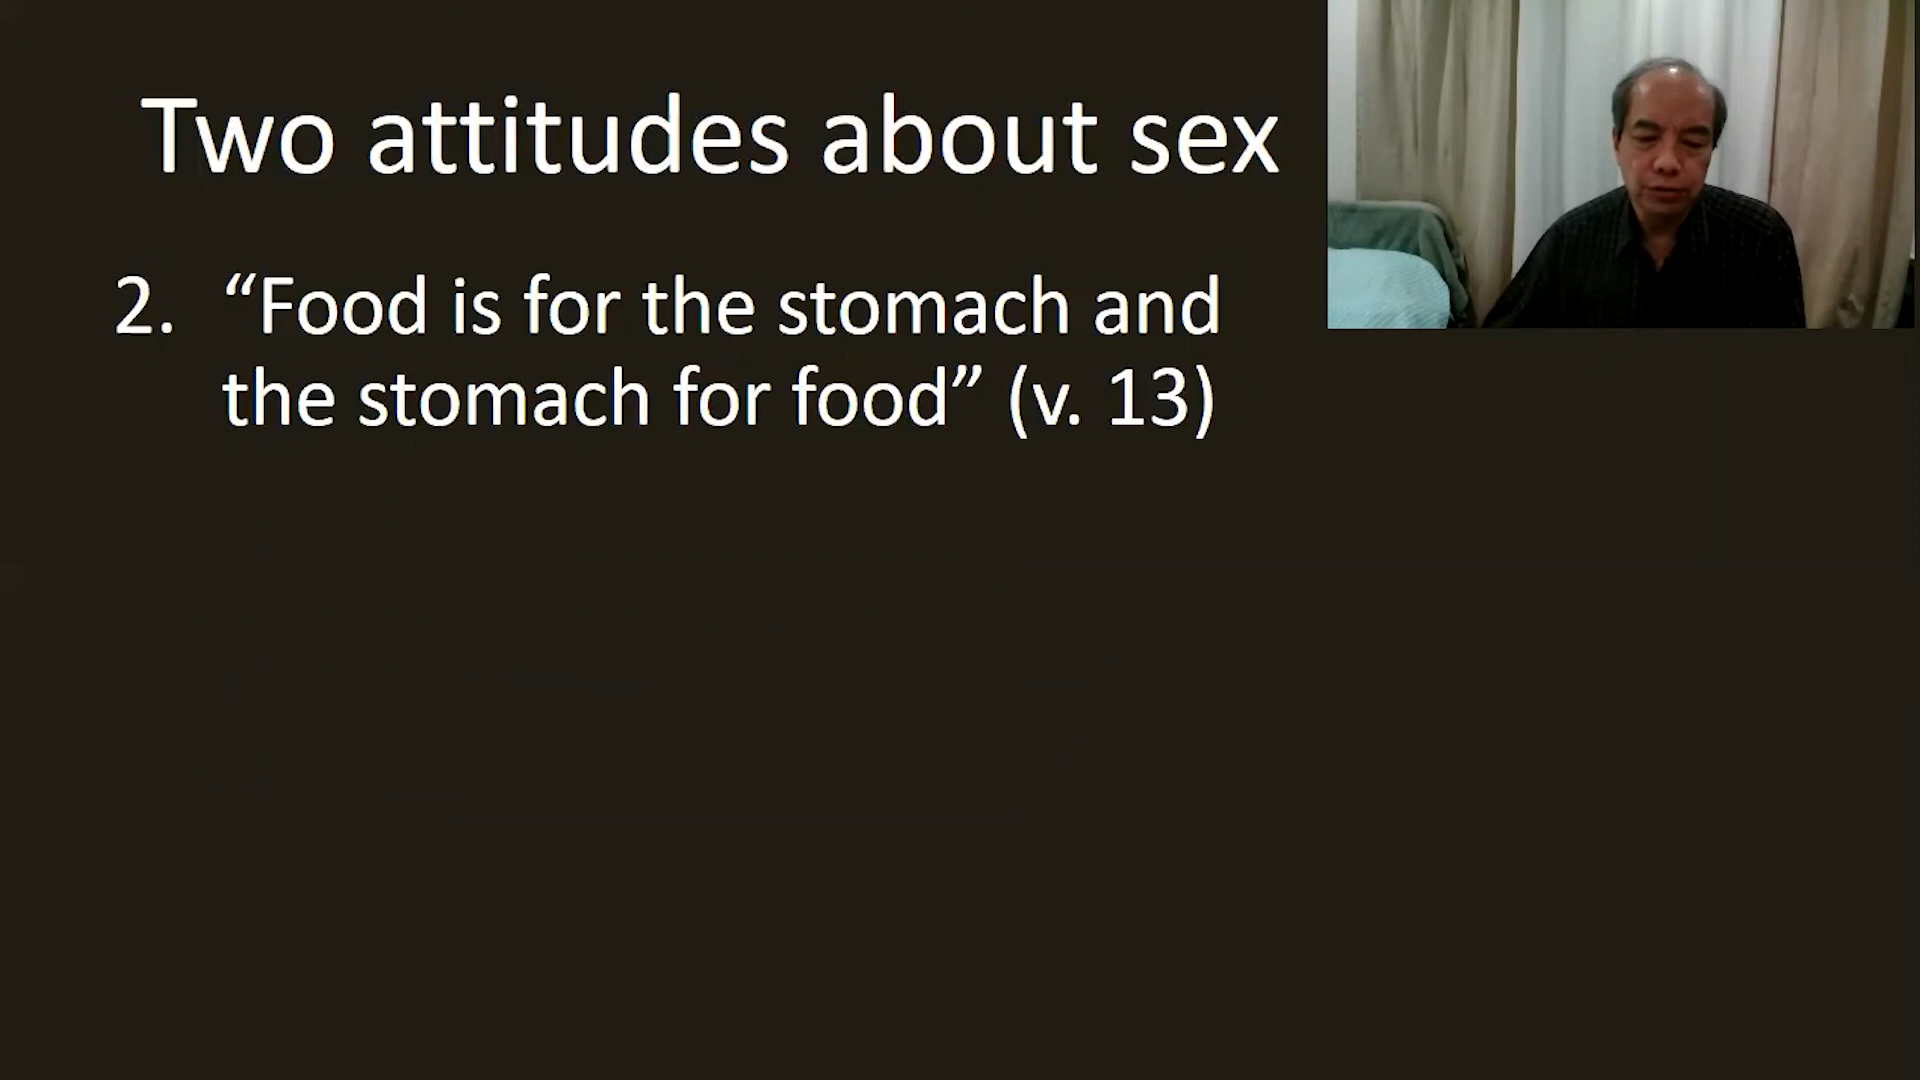 Two attitudes about sex
2. “Food is for the stomach and
the stomach for food” (v. 13)